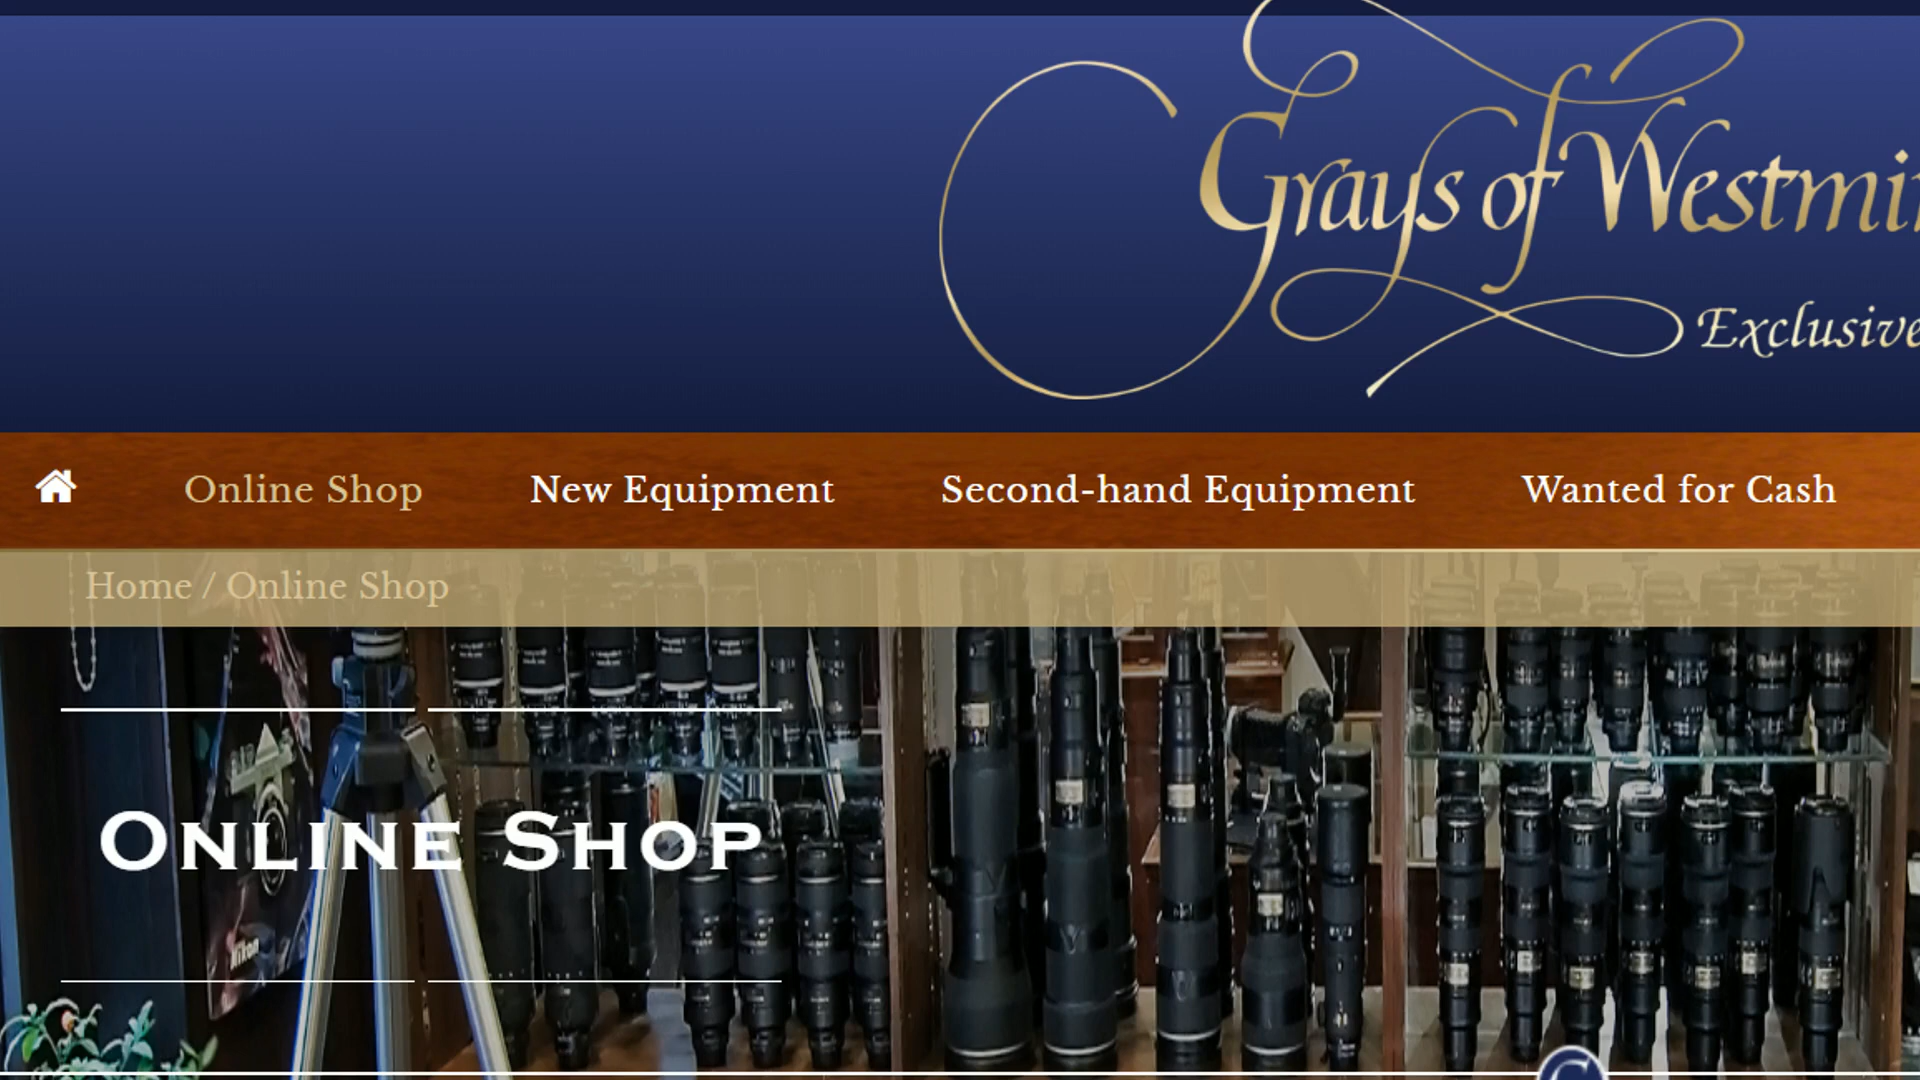 Grays of Westmi
Exclusive
Online Shop
New Equipment
Second-hand Equipment
Wanted for Cash
Home / Online Shop
Online Shop
Nikon